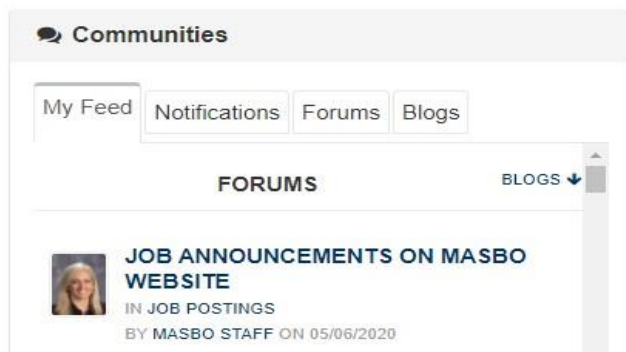 Communities
My Feed Notifications Forums Blogs
FORUMS BLOGS
JOB ANNOUNCEMENTS ON MASBO
WEBSITE
IN JOB POSTINGS
BY MASBO STAFF ON 05/06/2020